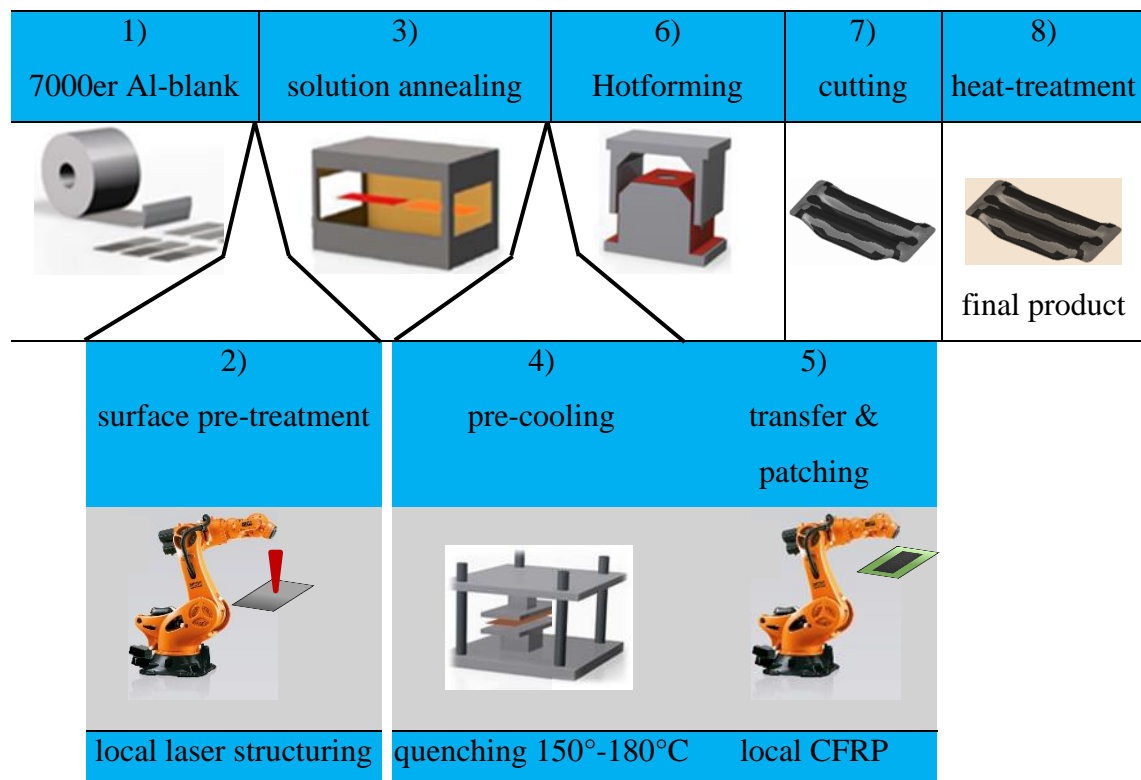 1)
7000er Al-blank
3)
solution annealing
6)
Hotforming
7)
cutting
8)
heat-treatment
final product
2)
surface pre-treatment
4)
pre-cooling
5)
transfer &
patching
local laser structuring
quenching 150°-180°C
local CFRP